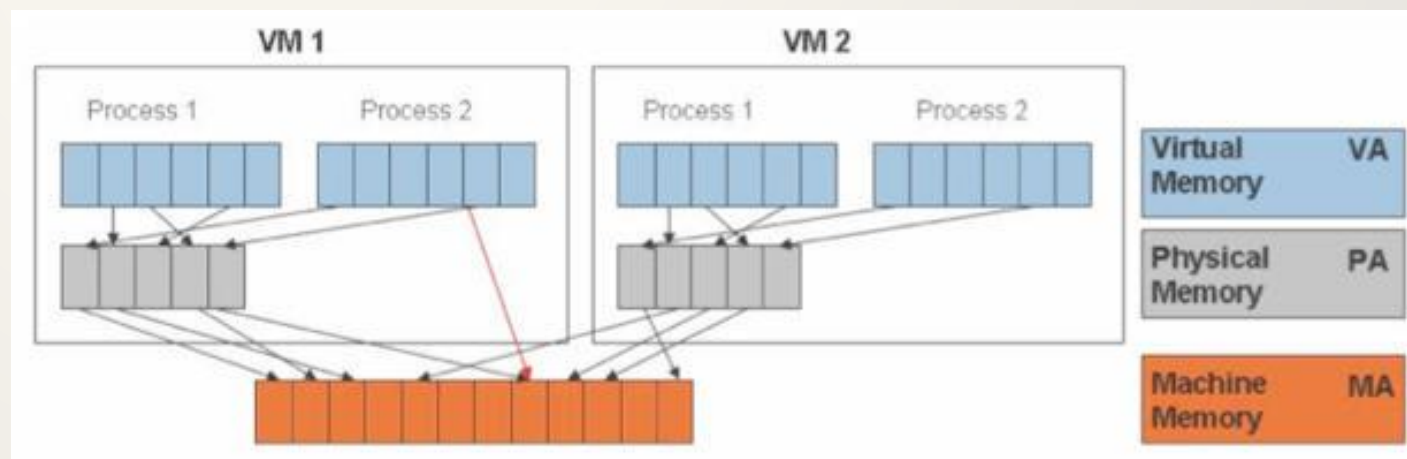 VM 1
VM 2
Process 1
Process 2
Process 1
Process 2
Virtual VA
Memory
Physical PA
Memory
Machine MA
Memory